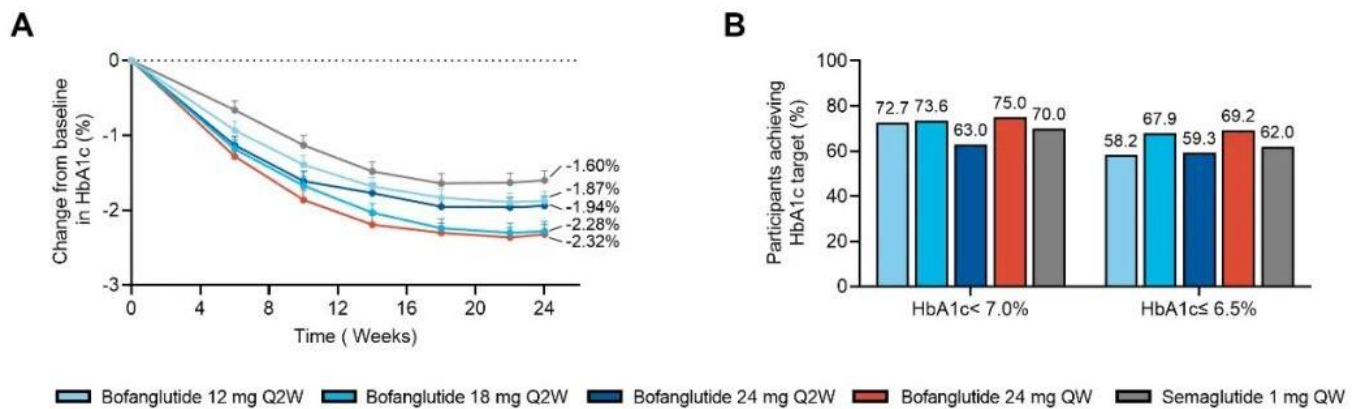 A
Change from baseline
in HbA1c (%)
0
-1
-2
-3
-1.60%
-1.87%
-1.94%
-2.28%
-2.32%
0 4 8 12 16 20 24
Time ( Weeks)
B
Participants achieving
HbA1c target (%)
100
80
60
40
20
0
72.7 73.6 63.0 75.0 70.0
58.2 67.9 59.3 69.2 62.0
HbA1c< 7.0% HbA1c≤ 6.5%
Bofanglutide 12 mg Q2W Bofanglutide 18 mg Q2W Bofanglutide 24 mg Q2W Bofanglutide 24 mg QW Semaglutide 1 mg QW